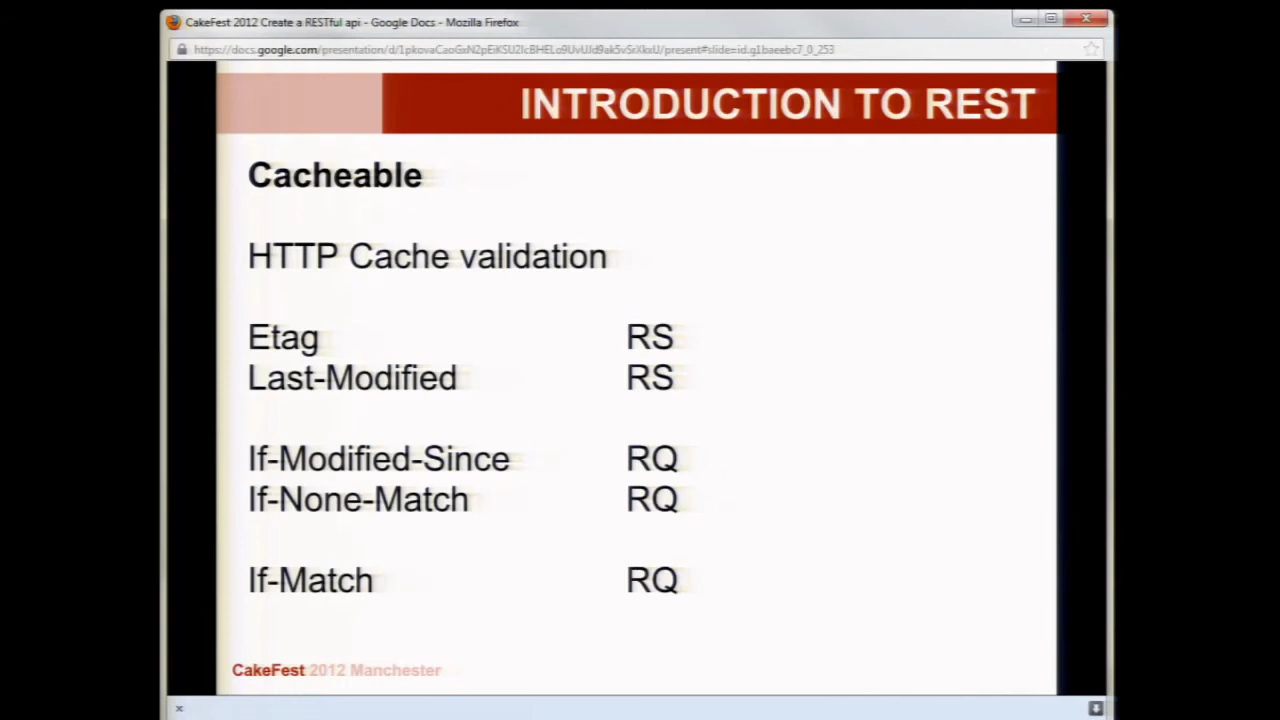 CakeFest 2012 Create a RESTful api - Google Docs - Mozilla Firefox
INTRODUCTION TO REST
Cacheable
HTTP Cache validation
Etag RS
Last-Modified RS
If-Modified-Since RQ
If-None-Match RQ
If-Match RQ
CakeFest 2012 Manchester